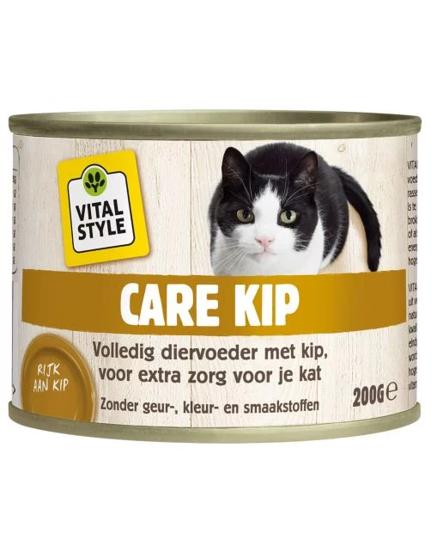 VITAL
STYLE
CARE KIP
RIJK
AAN KIP
Volledig diervoeder met kip,
voor extra zorg voor je kat
Zonder geur-, kleur- en smaakstoffen
200G℮